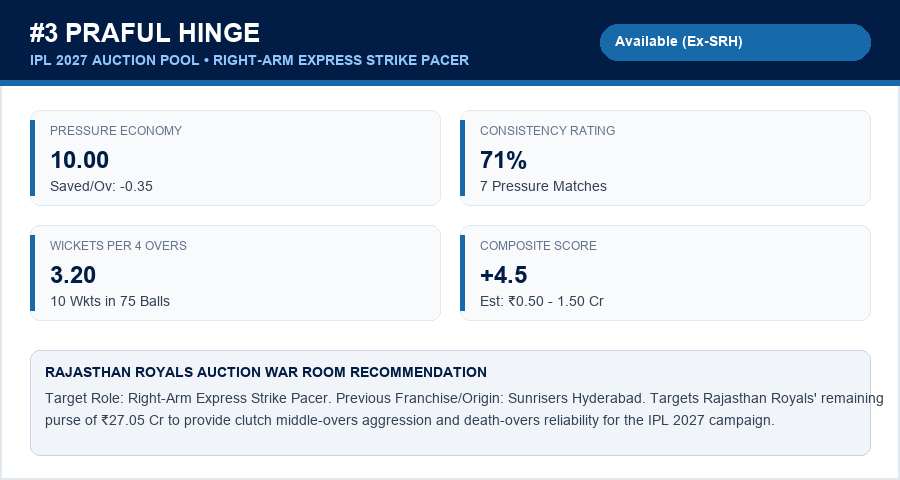 #3 PRAFUL HINGE
IPL 2027 AUCTION POOL • RIGHT-ARM EXPRESS STRIKE PACER
Available (Ex-SRH)
PRESSURE ECONOMY
10.00
Saved/Ov: -0.35
CONSISTENCY RATING
71%
7 Pressure Matches
WICKETS PER 4 OVERS
3.20
10 Wkts in 75 Balls
COMPOSITE SCORE
+4.5
Est: ₹0.50 - 1.50 Cr
RAJASTHAN ROYALS AUCTION WAR ROOM RECOMMENDATION
Target Role: Right-Arm Express Strike Pacer. Previous Franchise/Origin: Sunrisers Hyderabad. Targets Rajasthan Royals' remaining
purse of ₹27.05 Cr to provide clutch middle-overs aggression and death-overs reliability for the IPL 2027 campaign.